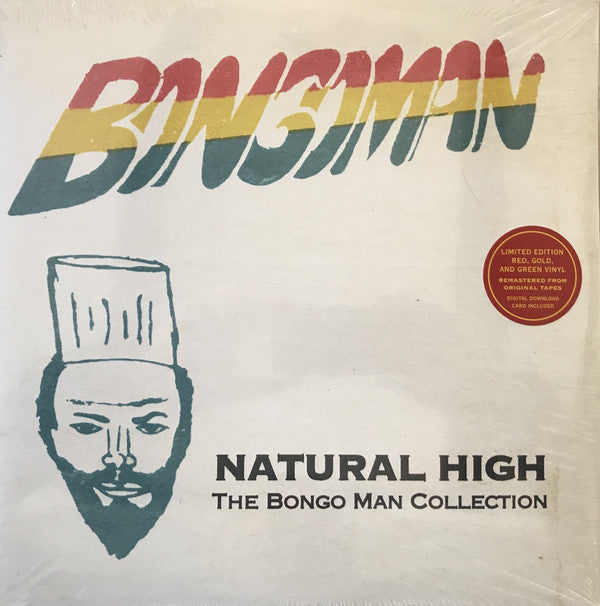 BONGOMAN
LIMITED EDITION
RED, GOLD,
AND GREEN VINYL
REMASTERED FROM
ORIGINAL TAPES
DIGITAL DOWNLOAD
CARD INCLUDED
NATURAL HIGH
THE BONGO MAN COLLECTION